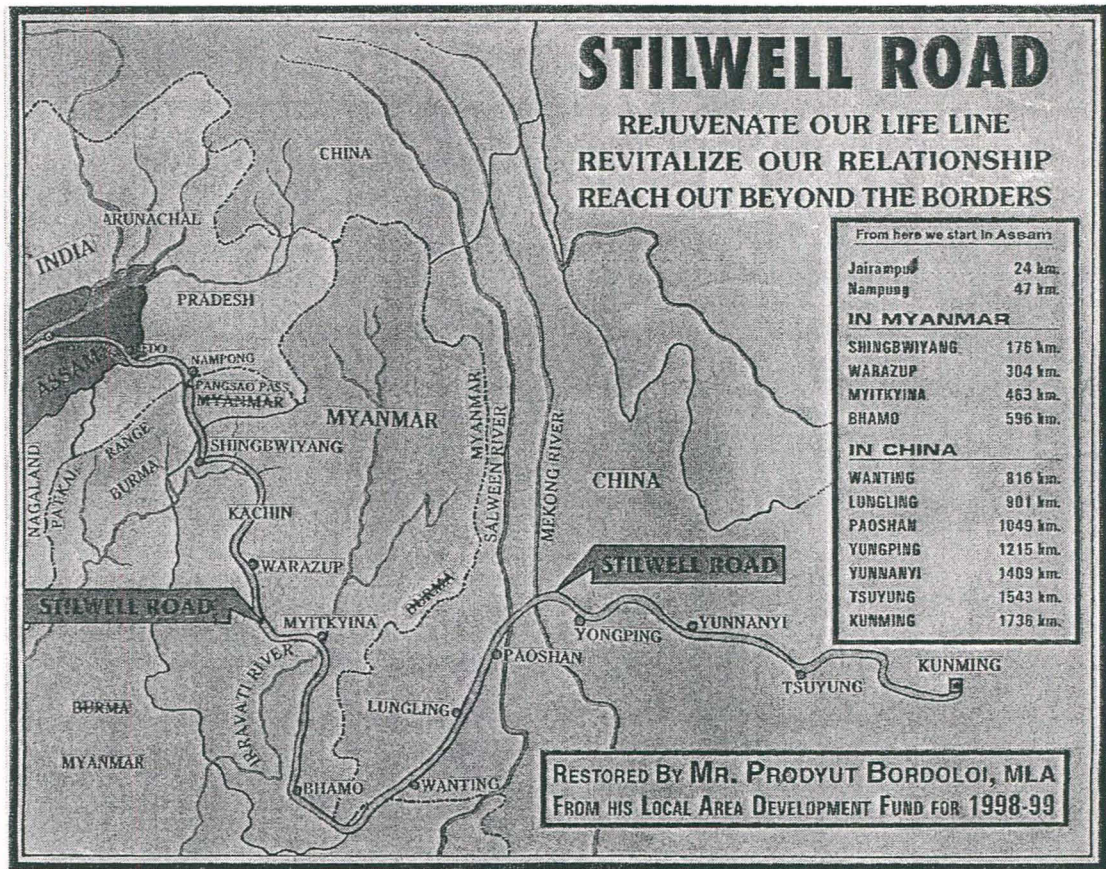 STILWELL ROAD
REJUVENATE OUR LIFE LINE
REVITALIZE OUR RELATIONSHIP
REACH OUT BEYOND THE BORDERS
From here we start in Assam
Jairampur 24 km.
Nampung 47 km.
IN MYANMAR
SHINGBWIYANG 176 km.
WARAZUP 304 km.
MYITKYINA 463 km.
BHAMO 596 km.
IN CHINA
WANTING 816 km.
LUNGLING 901 km.
PAOSHAN 1049 km.
YUNGPING 1215 km.
YUNNANYI 1409 km.
TSUYUNG 1543 km.
KUNMING 1736 km.
CHINA
ARUNACHAL
INDIA
PRADESH
ASSAM
NAMPONG
PANGSAO PASS
MYANMAR
MYANMAR
SHINGBWIYANG
NAGALAND
RANGE
BURMA
KACHIN
WARAZUP
STILWELL ROAD
MYITKYINA
IRRAVATI RIVER
BURMA
MYANMAR
BHAMO
MYANMAR
SALWEEN RIVER
MEKONG RIVER
CHINA
BURMA
STILWELL ROAD
YONGPING
YUNNANYI
PAOSHAN
TSUYUNG
KUNMING
LUNGLING
WANTING
RESTORED BY MR. PRODYUT BORDOLOI, MLA
FROM HIS LOCAL AREA DEVELOPMENT FUND FOR 1998-99